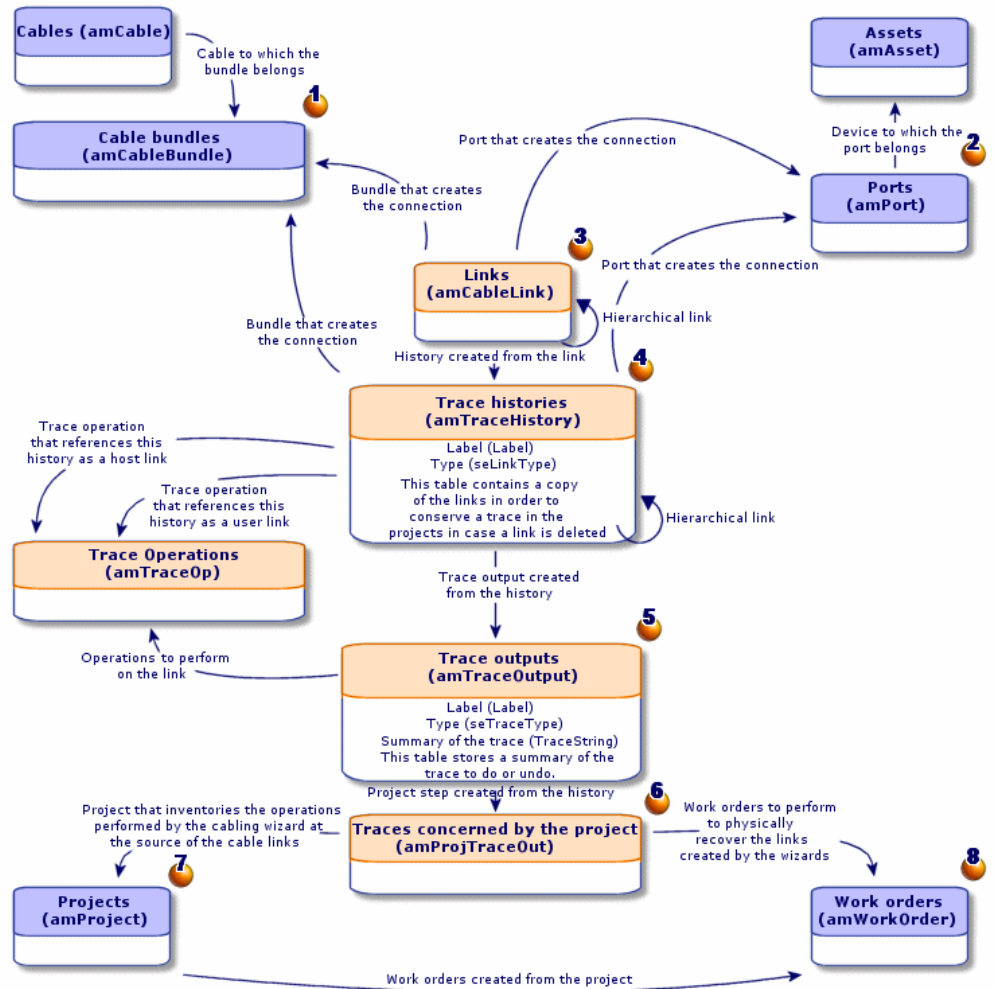 Cables (amCable)
Cable to which the
bundle belongs
Assets
(amAsset)
1
Cable bundles
(amCableBundle)
Port that creates the connection
Device to which the
port belongs
2
Ports
(amPort)
Bundle that creates
the connection
3
Links
(amCableLink)
Port that creates the connection
Hierarchical link
Bundle that creates
the connection
History created from the link
4
Trace histories
(amTraceHistory)
Label (Label)
Type (seLinkType)
This table contains a copy
of the links in order to
conserve a trace in the
projects in case a link is deleted
Hierarchical link
Trace operation
that references this
history as a host link
Trace operation
that references this
history as a user link
Trace Operations
(amTraceOp)
Trace output created
from the history
5
Trace outputs
(amTraceOutput)
Label (Label)
Type (seTraceType)
Summary of the trace (TraceString)
This table stores a summary of the
trace to do or undo.
Operations to perform
on the link
Project step created from the history
6
Traces concerned by the project
(amProjTraceOut)
Project that inventories the operations
performed by the cabling wizard at
the source of the cable links
Work orders to perform
to physically
recover the links
created by the wizards
7
Projects
(amProject)
8
Work orders
(amWorkOrder)
Work orders created from the project